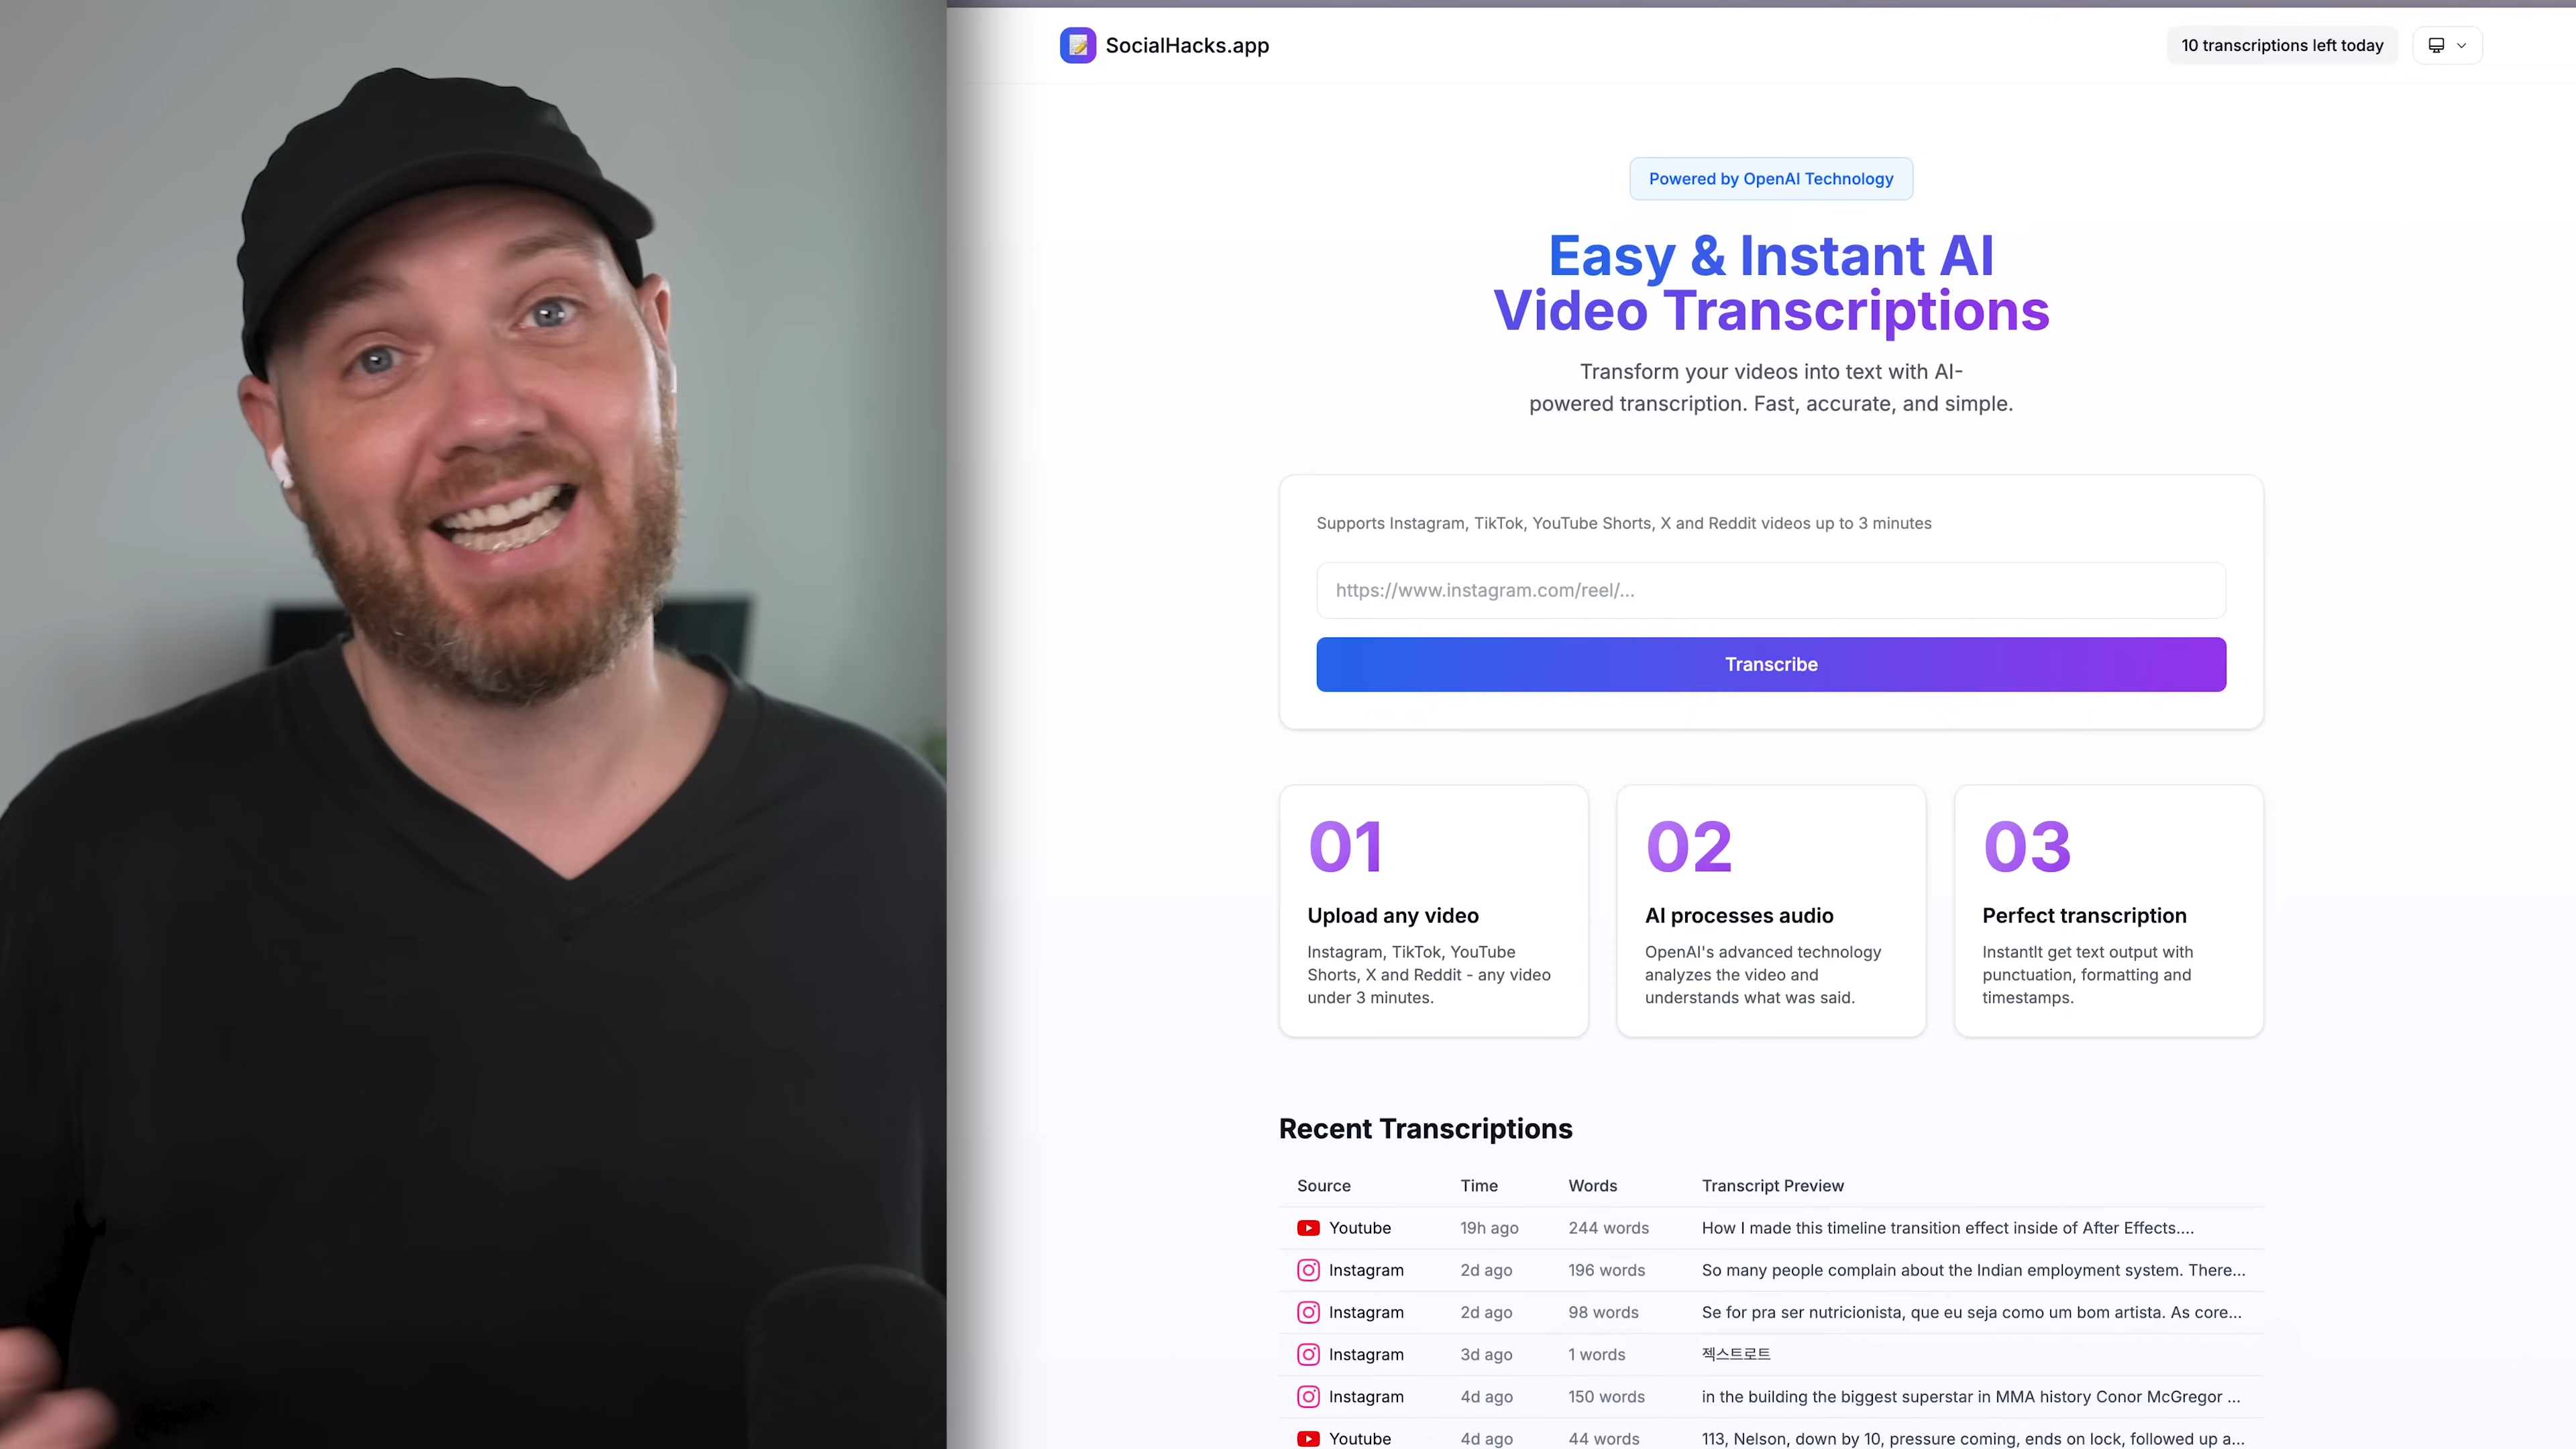 SocialHacks.app
10 transcriptions left today
Powered by OpenAI Technology
Easy & Instant AI
Video Transcriptions
Transform your videos into text with AI-
powered transcription. Fast, accurate, and simple.
Supports Instagram, TikTok, YouTube Shorts, X and Reddit videos up to 3 minutes
https://www.instagram.com/reel/...
Transcribe
01
Upload any video
Instagram, TikTok, YouTube
Shorts, X and Reddit - any video
under 3 minutes.
02
AI processes audio
OpenAI's advanced technology
analyzes the video and
understands what was said.
03
Perfect transcription
Instantlt get text output with
punctuation, formatting and
timestamps.
Recent Transcriptions
Source Time Words Transcript Preview
Youtube 19h ago 244 words How I made this timeline transition effect inside of After Effects....
Instagram 2d ago 196 words So many people complain about the Indian employment system. There...
Instagram 2d ago 98 words Se for pra ser nutricionista, que eu seja como um bom artista. As core...
Instagram 3d ago 1 words 젝스트로트
Instagram 4d ago 150 words in the building the biggest superstar in MMA history Conor McGregor ...
Youtube 4d ago 44 words 113, Nelson, down by 10, pressure coming, ends on lock, followed up a...